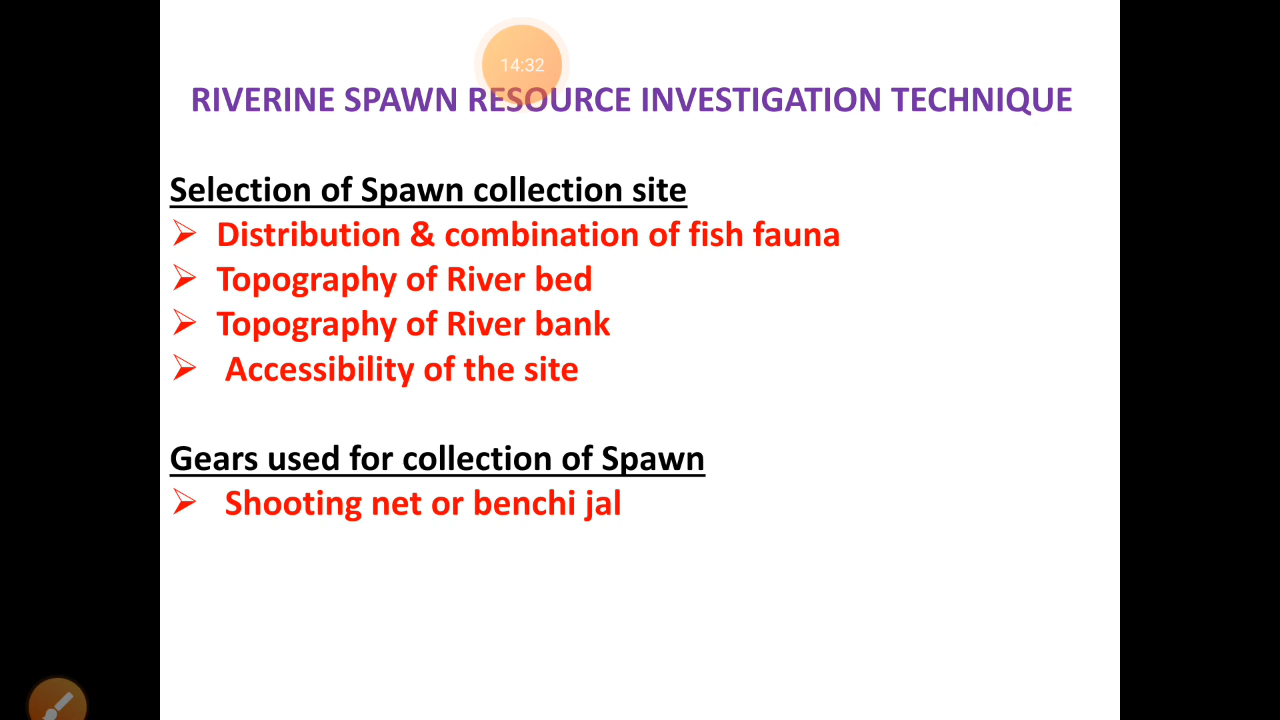 14:32
RIVERINE SPAWN RESOURCE INVESTIGATION TECHNIQUE
Selection of Spawn collection site
➢ Distribution & combination of fish fauna
➢ Topography of River bed
➢ Topography of River bank
➢ Accessibility of the site
Gears used for collection of Spawn
➢ Shooting net or benchi jal